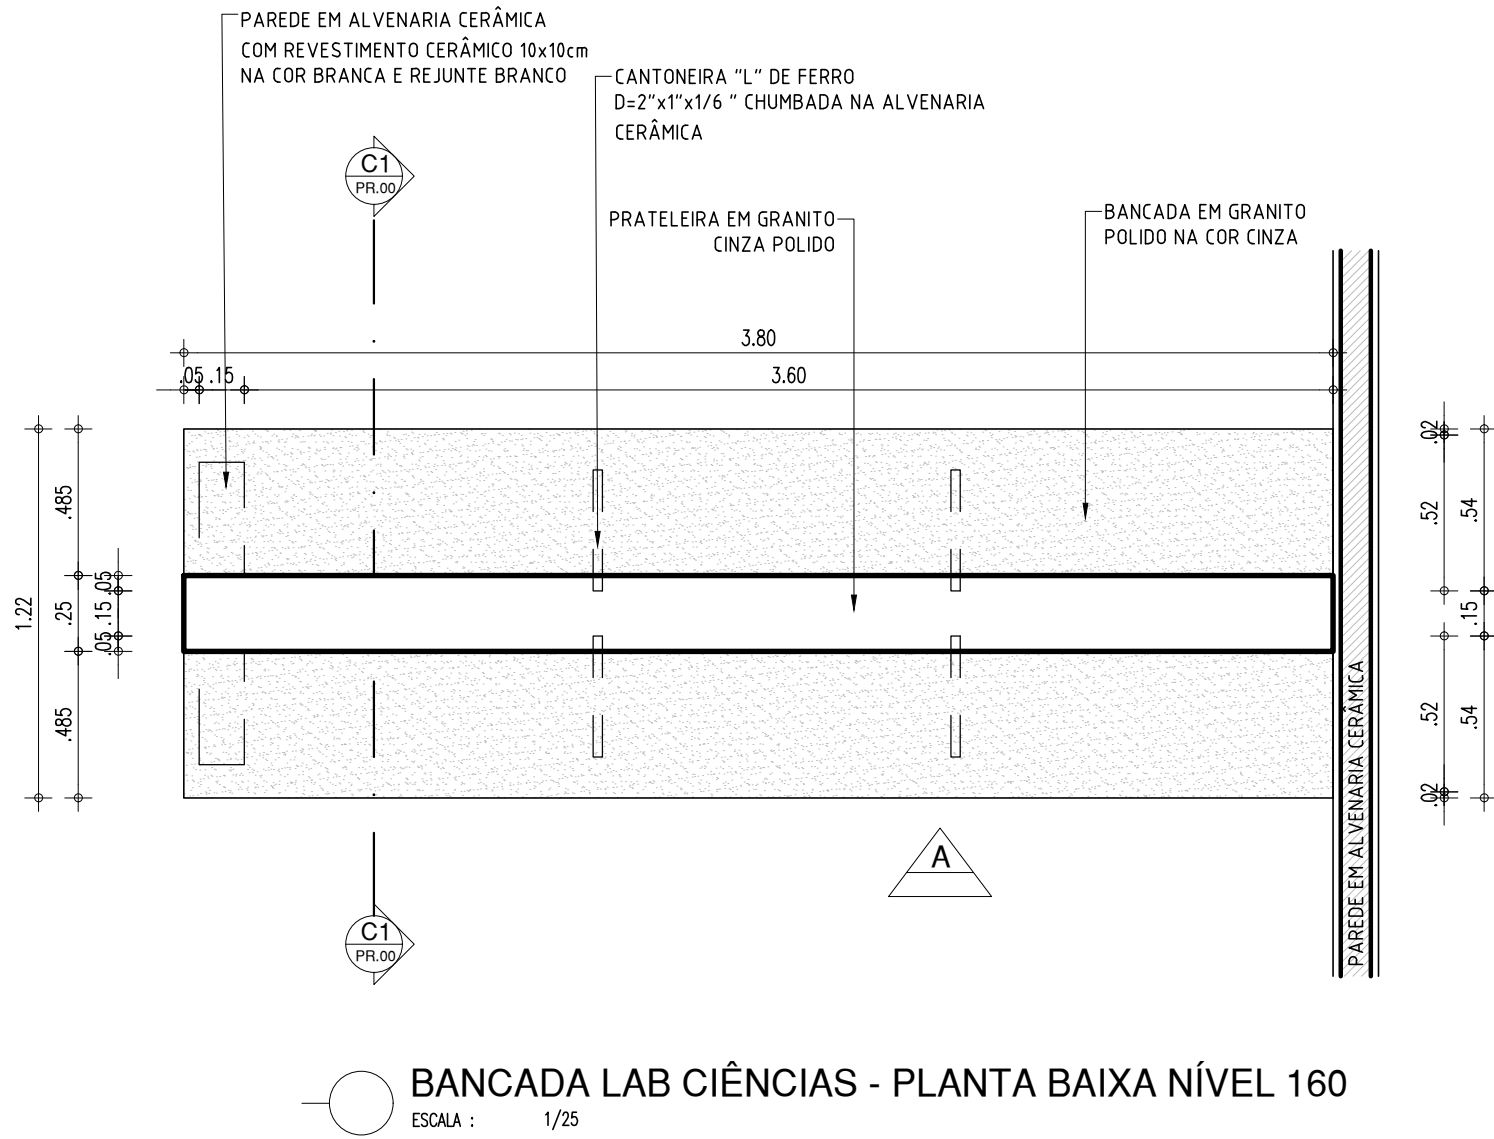 PAREDE EM ALVENARIA CERÂMICA
COM REVESTIMENTO CERÂMICO 10x10cm
NA COR BRANCA E REJUNTE BRANCO
CANTONEIRA "L" DE FERRO
D=2"x1"x1/6 " CHUMBADA NA ALVENARIA
CERÂMICA
C1
PR.00
PRATELEIRA EM GRANITO
CINZA POLIDO
BANCADA EM GRANITO
POLIDO NA COR CINZA
3.80
.05 .15
3.60
.02
.485
.52
.54
.05
1.22
.25
.15
.15
.05
.485
.52
.54
.02
PAREDE EM ALVENARIA CERÂMICA
A
C1
PR.00
BANCADA LAB CIÊNCIAS - PLANTA BAIXA NÍVEL 160
ESCALA : 1/25